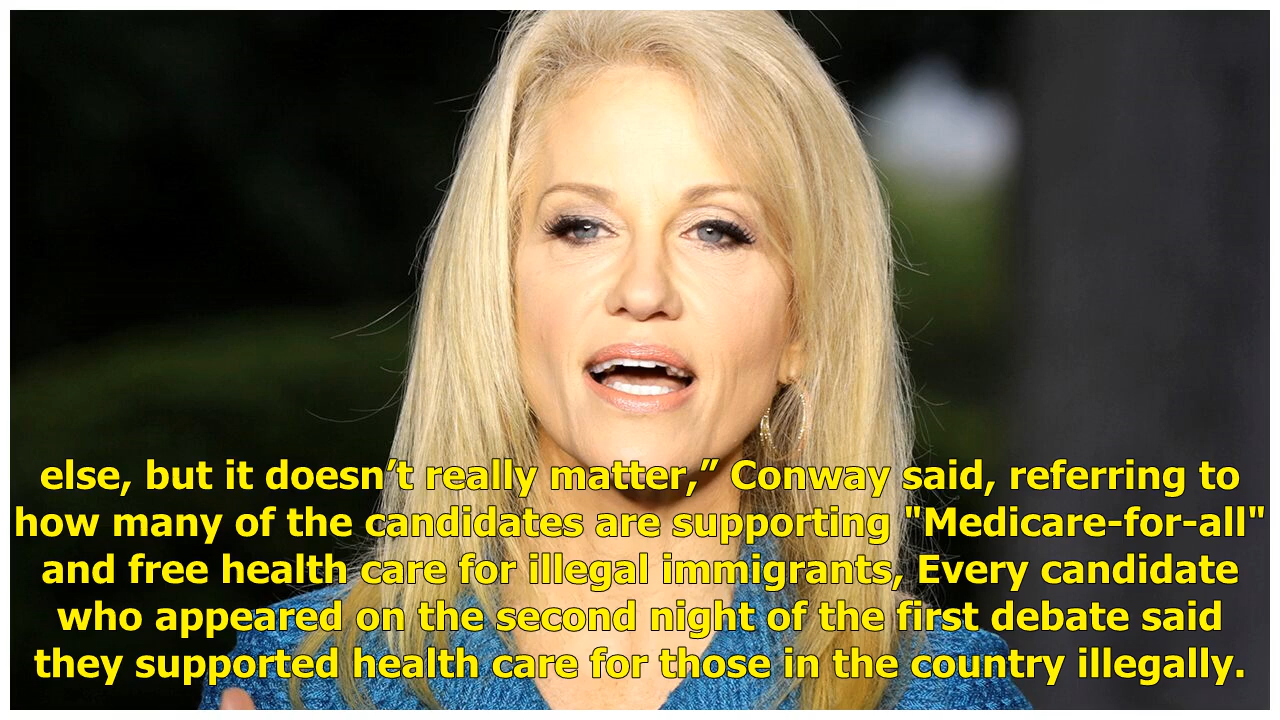 else, but it doesn’t really matter,” Conway said, referring to
how many of the candidates are supporting "Medicare-for-all"
and free health care for illegal immigrants, Every candidate
who appeared on the second night of the first debate said
they supported health care for those in the country illegally.